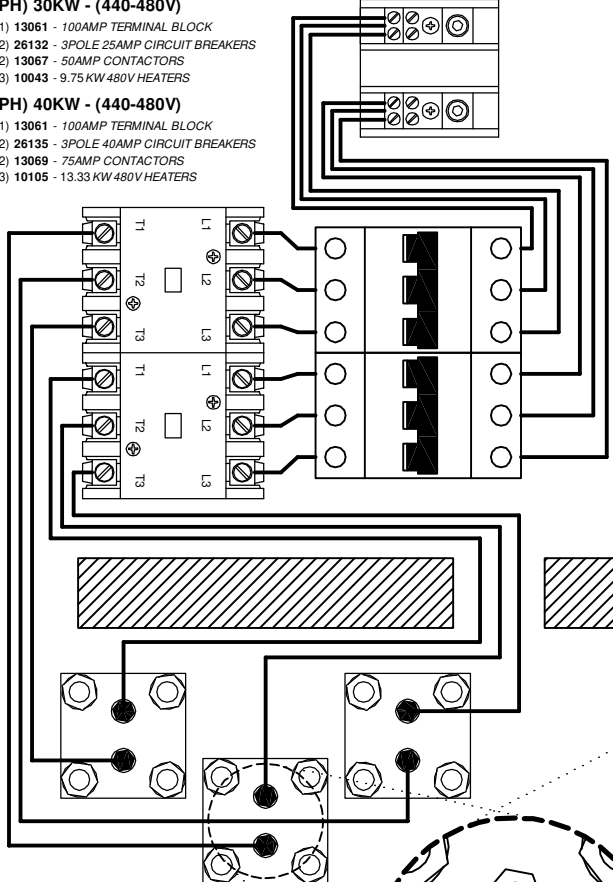 PH) 30KW - (440-480V)
1) 13061 - 100AMP TERMINAL BLOCK
2) 26132 - 3POLE 25AMP CIRCUIT BREAKERS
2) 13067 - 50AMP CONTACTORS
3) 10043 - 9.75 KW 480V HEATERS
PH) 40KW - (440-480V)
1) 13061 - 100AMP TERMINAL BLOCK
2) 26135 - 3POLE 40AMP CIRCUIT BREAKERS
2) 13069 - 75AMP CONTACTORS
3) 10105 - 13.33 KW 480V HEATERS
T1 L1
T2 L2
T3 L3
T1 L1
T2 L2
T3 L3